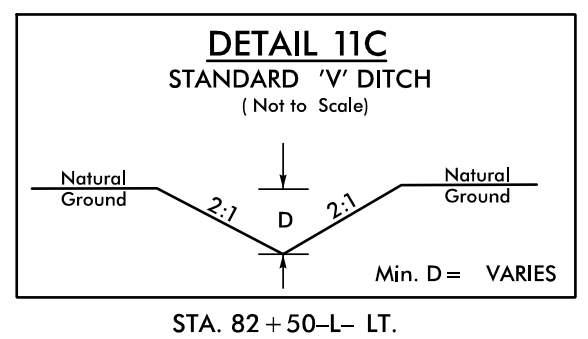 DETAIL 11C
STANDARD 'V' DITCH
( Not to Scale)
Natural
Ground
2:1
D
2:1
Natural
Ground
Min. D = VARIES
STA. 82+50-L- LT.